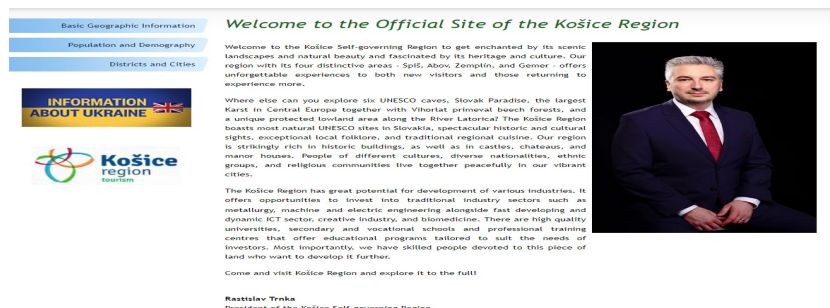 Basic Geographic Information
Population and Demography
Districts and Cities
INFORMATION
ABOUT UKRAINE
Košice
region
tourism
Welcome to the Official Site of the Košice Region
Welcome to the Košice Self-governing Region to get enchanted by its scenic
landscapes and natural beauty and fascinated by its heritage and culture. Our
region with its four distinctive areas - Spiš, Abov, Zemplín, and Gemer - offers
unforgettable experiences to both new visitors and those returning to
experience more.
Where else can you explore six UNESCO caves, Slovak Paradise, the largest
Karst in Central Europe together with Vihorlat primeval beech forests, and
a unique protected lowland area along the River Latorica? The Košice Region
boasts most natural UNESCO sites in Slovakia, spectacular historic and cultural
sights, exceptional local folklore, and traditional regional cuisine. Our region
is strikingly rich in historic buildings, as well as in castles, chateaus, and
manor houses. People of different cultures, diverse nationalities, ethnic
groups, and religious communities live together peacefully in our vibrant
cities.
The Košice Region has great potential for development of various industries. It
offers opportunities to invest into traditional industry sectors such as
metallurgy, machine and electric engineering alongside fast developing and
dynamic ICT sector, creative industry, and biomedicine. There are high quality
universities, secondary and vocational schools and professional training
centres that offer educational programs tailored to suit the needs of
investors. Most importantly, we have skilled people devoted to this piece of
land who want to develop it further.
Come and visit Košice Region and explore it to the full!
Rastislav Trnka
President of the Košice Self-governing Region